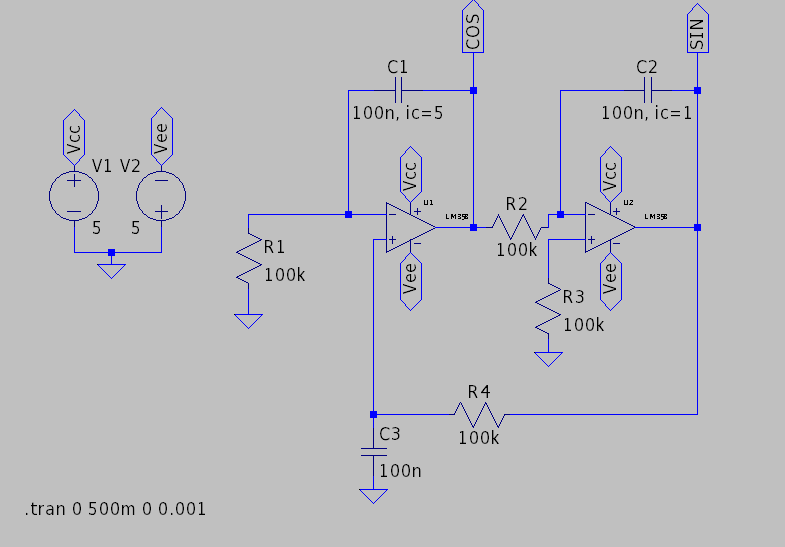 COS
SIN
C1
C2
100n, ic=5
100n, ic=1
Vcc
Vee
V1
V2
5
5
Vcc
U1
LM358
Vee
R1
100k
R2
100k
Vcc
U2
LM358
Vee
R3
100k
R4
100k
C3
100n
.tran 0 500m 0 0.001